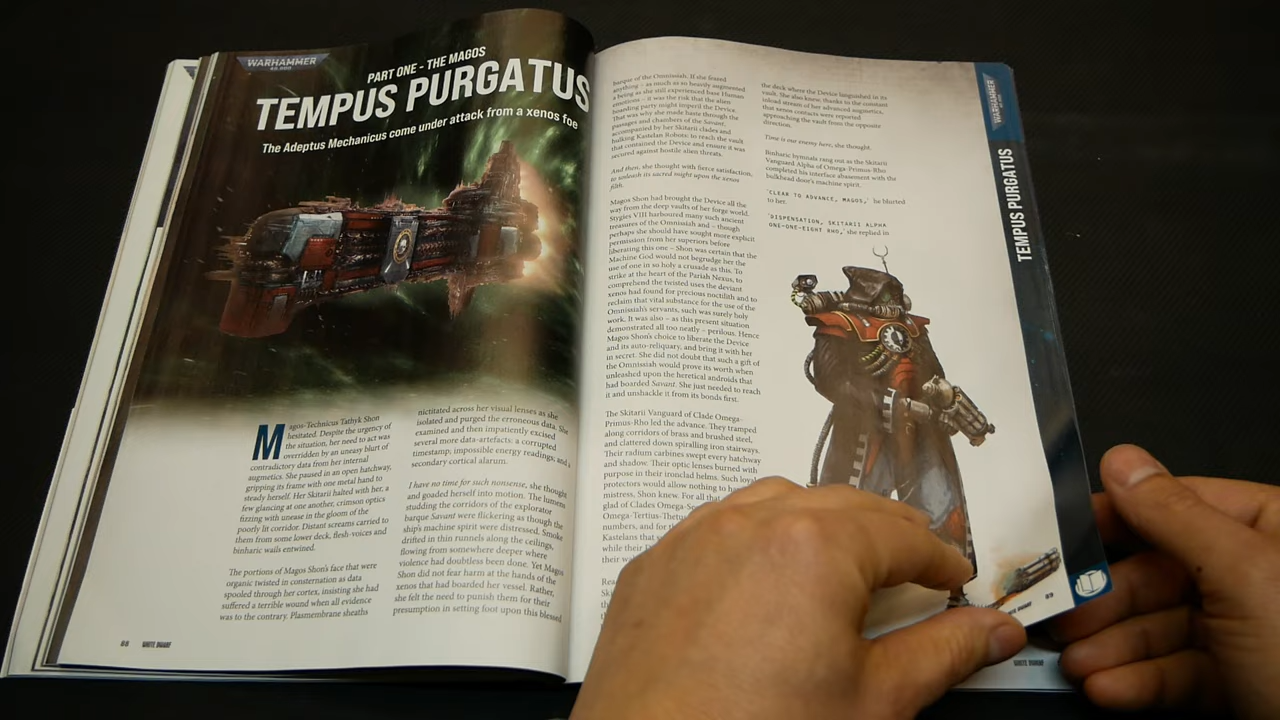 WARHAMMER
40,000
PART ONE - THE MAGOS
TEMPUS PURGATUS
The Adeptus Mechanicus come under attack from a xenos foe
Magos-Technicus Tathyk Shon
hesitated. Despite the urgency of
the situation, her need to act was
overridden by an uneasy blurt of
contradictory data from her internal
augmetics. She paused in an open hatchway,
gripping its frame with one metal hand to
steady herself. Her Skitarii halted with her, a
few glancing at one another, crimson optics
fizzing with unease in the gloom of the
poorly lit corridor. Distant screams carried to
them from some lower deck, flesh-voices and
binharic wails entwined.
The portions of Magos Shon's face that were
organic twisted in consternation as data
spooled through her cortex, insisting she had
suffered a terrible wound when all evidence
was to the contrary. Plasmembrane sheaths
nictitated across her visual lenses as she
isolated and purged the erroneous data. She
examined and then impatiently excised
several more data-artefacts: a corrupted
timestamp; impossible energy readings, and a
secondary cortical alarum.
I have no time for such nonsense, she thought
and goaded herself into motion. The lumens
studding the corridors of the explorator
barque Savant were flickering as though the
ship's machine spirit were distressed. Smoke
drifted in thin runnels along the ceilings,
flowing from somewhere deeper where
violence had doubtless been done. Yet Magos
Shon did not fear harm at the hands of the
xenos that had boarded her vessel. Rather,
she felt the need to punish them for their
presumption in setting foot upon this blessed
88 WHITE DWARF
barque of the Omnissiah. If she feared
anything – as much as so heavily augmented
a being as she still experienced base Human
emotions – it was the risk that the alien
boarding party might imperil the Device.
That was why she made haste through the
passages and chambers of the Savant,
accompanied by her Skitarii clades and
hulking Kastelan Robots: to reach the vault
that contained the Device and ensure it was
secured against hostile alien threats.
And then, she thought with fierce satisfaction,
to unleash its sacred might upon the xenos
filth.
Magos Shon had brought the Device all the
way from the deep vaults of her forge world.
Stygies VIII harboured many such ancient
treasures of the Omnissiah and – though
perhaps she should have sought more explicit
permission from her superiors before
liberating this one – Shon was certain that the
Machine God would not begrudge her the
use of one in so holy a crusade as this. To
strike at the heart of the Pariah Nexus, to
comprehend the twisted uses the deviant
xenos had found for precious noctilith and to
reclaim that vital substance for the use of the
Omnissiah's servants, such was surely holy
work. It was also – as this present situation
demonstrated all too neatly – perilous. Hence
Magos Shon's choice to liberate the Device
and its auto-reliquary, and bring it with her
in secret. She did not doubt that such a gift of
the Omnissiah would prove its worth when
unleashed upon the heretical androids that
had boarded Savant. She just needed to reach
it and unshackle it from its bonds first.
The Skitarii Vanguard of Clade Omega-
Primus-Rho led the advance. They tramped
along corridors of brass and brushed steel,
and clattered down spiralling iron stairways.
Their radium carbines swept every hatchway
and shadow. Their optic lenses burned with
purpose in their ironclad helms. Such loyal
protectors would allow nothing to
mistress, Shon knew. For all that
glad of Clades Omega-
Omega-Tertius-
numbers, and for
Kastelans that
while their
their
Rea
the deck where the Device languished in its
vault. She also knew, thanks to the constant
inload stream of her advanced augmetics,
that xenos contacts were reported
approaching the vault from the opposite
direction.
Time is our enemy here, she thought.
Binharic hymnals rang out as the Skitarii
Vanguard Alpha of Omega-Primus-Rho
completed his interface abasement with the
bulkhead door's machine spirit.
'CLEAR TO ADVANCE, MAGOS,' he blurted
to her.
'DISPENSATION, SKITARII ALPHA
ONE-ONE-EIGHT RHO,' she replied in
WARHAMMER
TEMPUS PURGATUS
89
WHITE DWARF